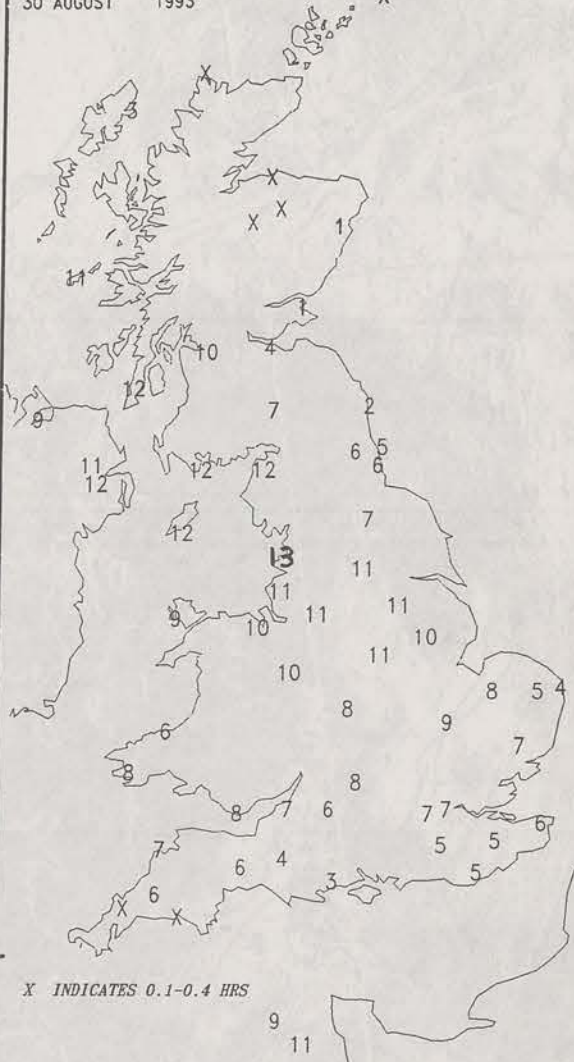 30 AUGUST 1993
X
X
3
X
X X
1
11
1
10 4
12 7 2
9
5
11 12 12 6 6
12
7
12
13
11
11
9 11 11
10 10
11
10
8 5 4
8 9
6
7
8
8
8 7 6 7 7
6
7 5 5
6 4
3 5
X 6
X
X INDICATES 0.1-0.4 HRS
9
11